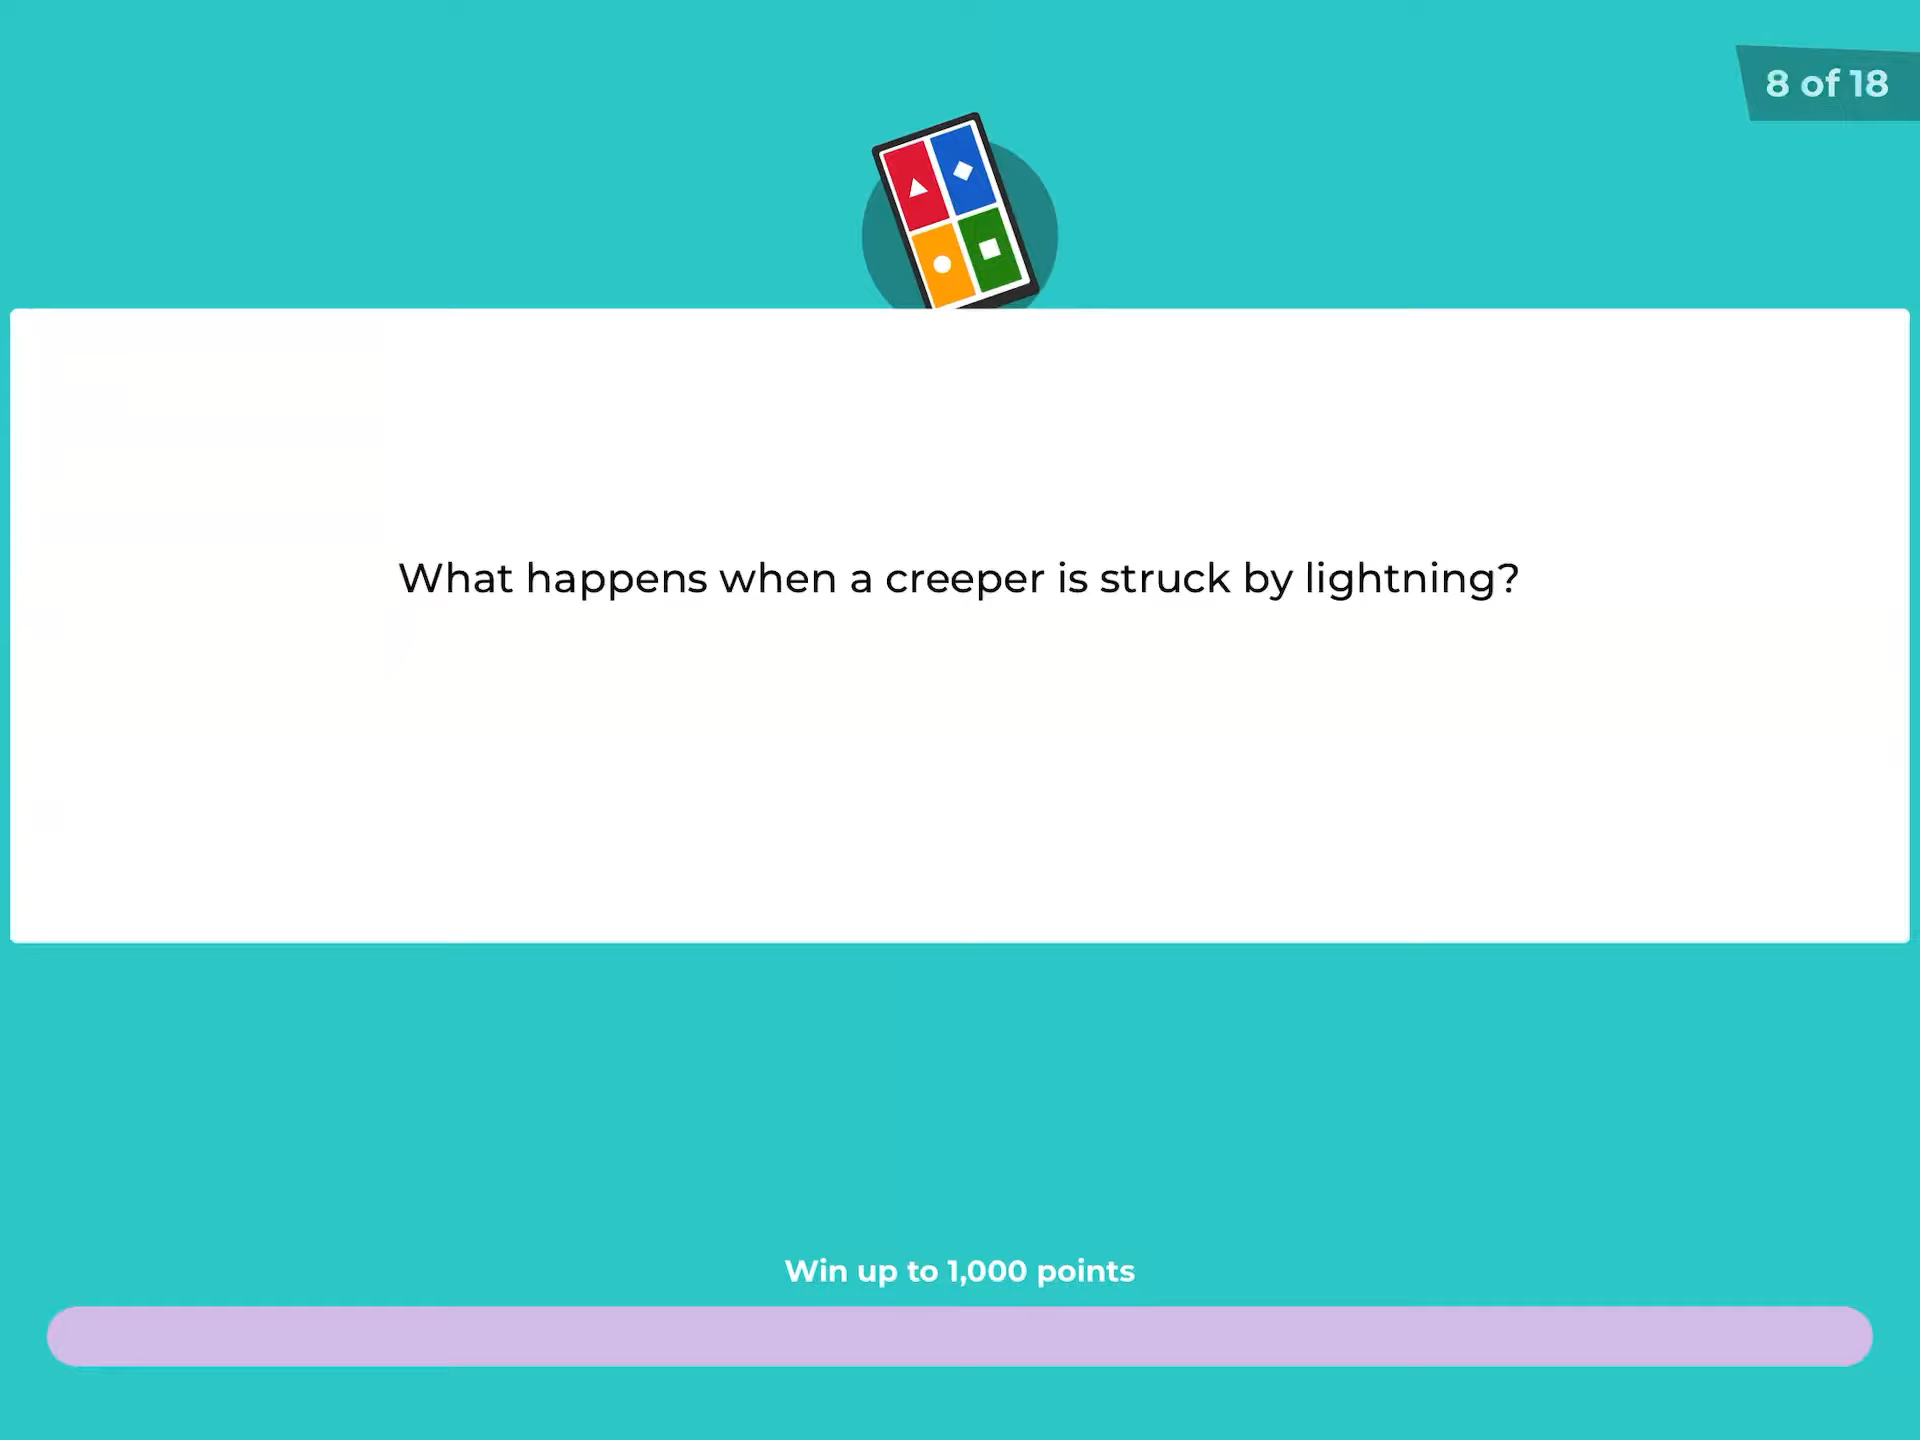 8 of 18
What happens when a creeper is struck by lightning?
Win up to 1,000 points